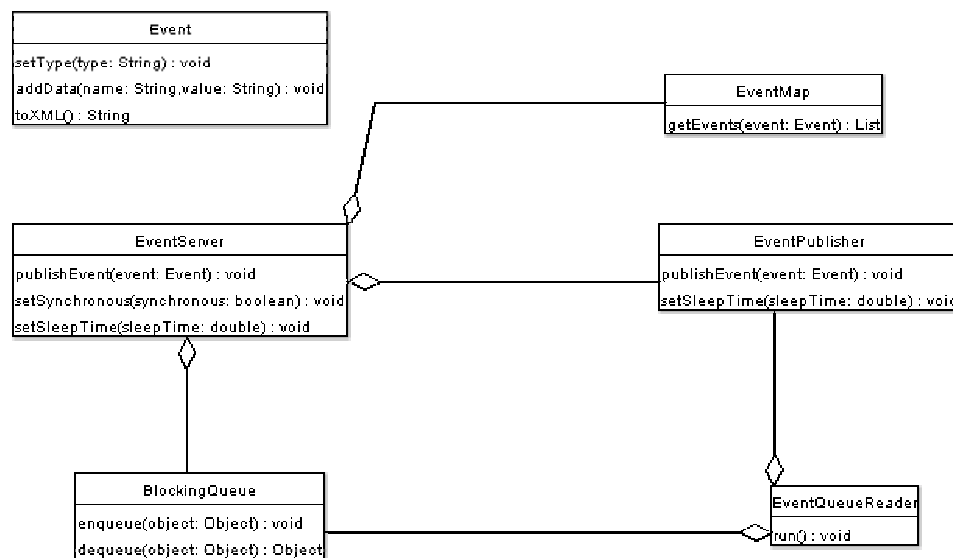 Event
setType(type: String) : void
addData(name: String,value: String) : void
toXML() : String
EventMap
getEvents(event: Event) : List
EventServer
publishEvent(event: Event) : void
setSynchronous(synchronous: boolean) : void
setSleepTime(sleepTime: double) : void
EventPublisher
publishEvent(event: Event) : void
setSleepTime(sleepTime: double) : void
BlockingQueue
enqueue(object: Object) : void
dequeue(object: Object) : Object
EventQueueReader
run() : void